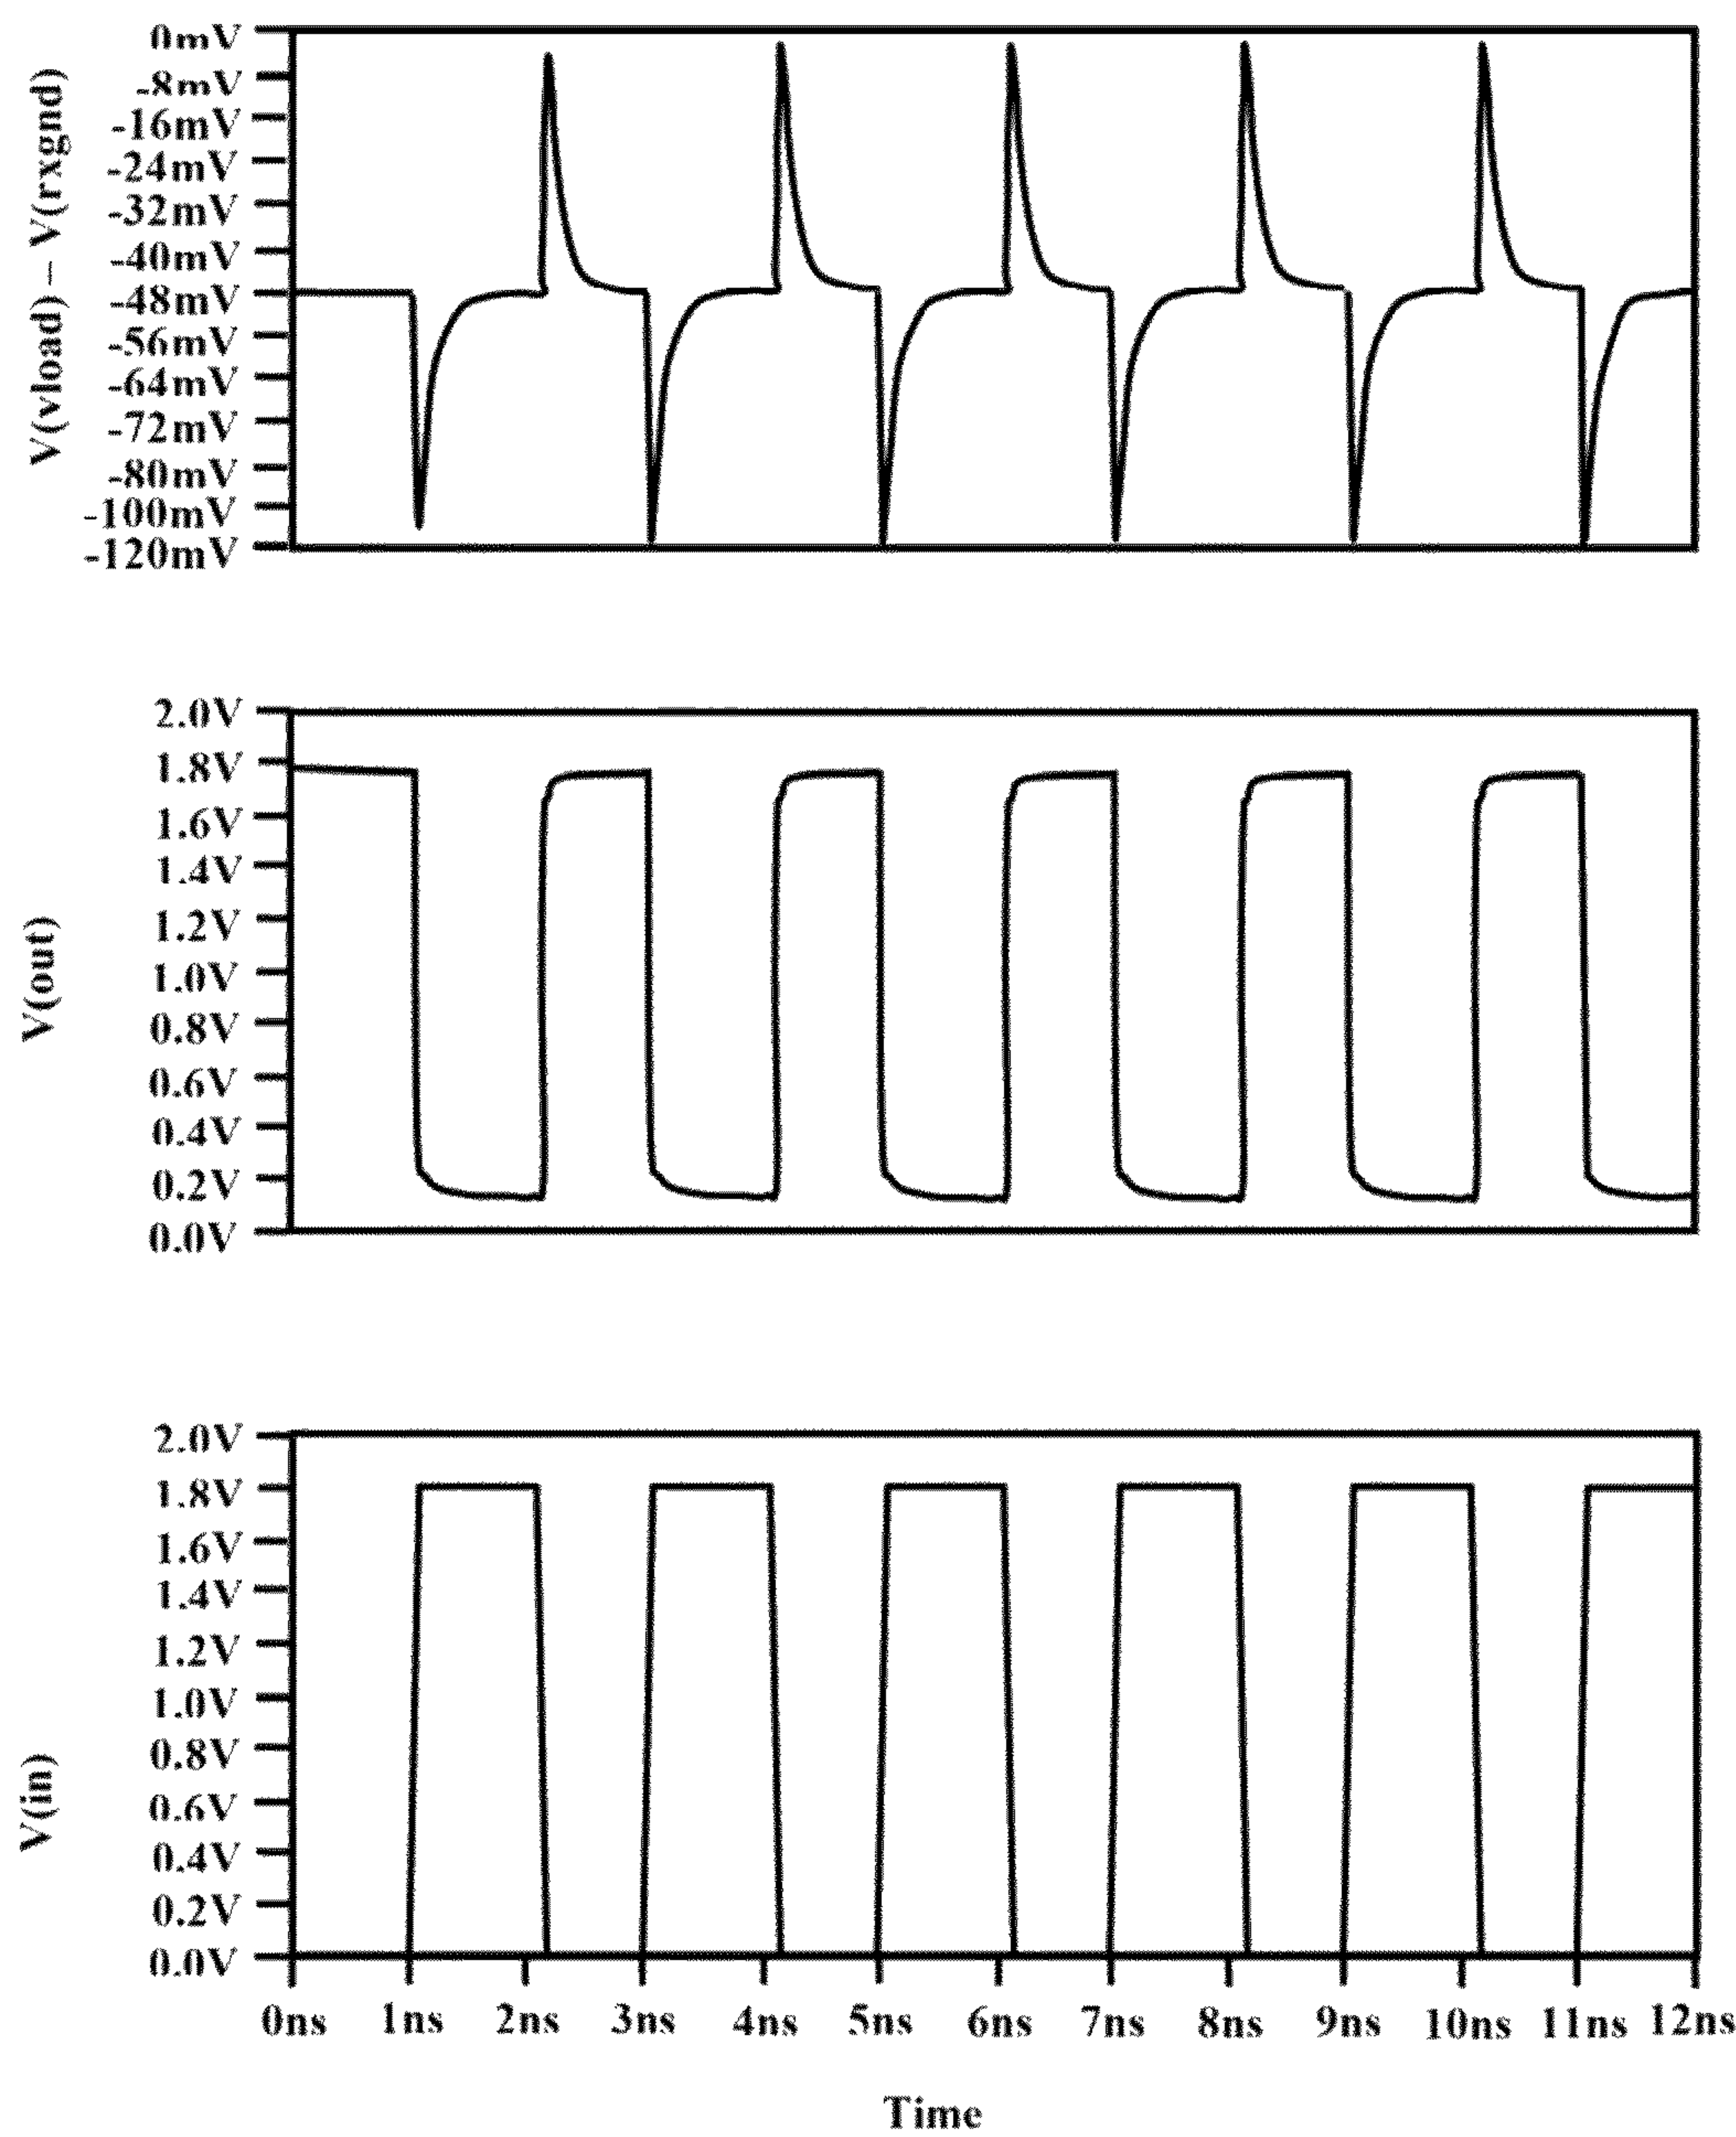 V(vload) – V(rxgnd)
0mV
-8mV
-16mV
-24mV
-32mV
-40mV
-48mV
-56mV
-64mV
-72mV
-80mV
-100mV
-120mV
V(out)
2.0V
1.8V
1.6V
1.4V
1.2V
1.0V
0.8V
0.6V
0.4V
0.2V
0.0V
V(in)
2.0V
1.8V
1.6V
1.4V
1.2V
1.0V
0.8V
0.6V
0.4V
0.2V
0.0V
0ns 1ns 2ns 3ns 4ns 5ns 6ns 7ns 8ns 9ns 10ns 11ns 12ns
Time